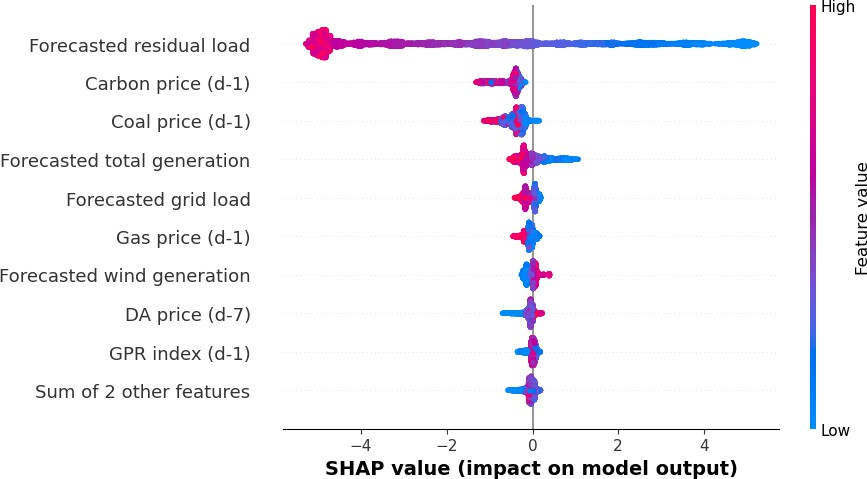 High
Forecasted residual load
Carbon price (d-1)
Coal price (d-1)
Forecasted total generation
Forecasted grid load
Gas price (d-1)
Forecasted wind generation
DA price (d-7)
GPR index (d-1)
Sum of 2 other features
Feature value
Low
−4 −2 0 2 4
SHAP value (impact on model output)